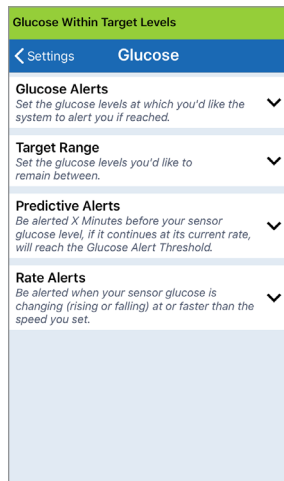 Glucose Within Target Levels
Settings
Glucose
Glucose Alerts
Set the glucose levels at which you'd like the
system to alert you if reached.
Target Range
Set the glucose levels you'd like to
remain between.
Predictive Alerts
Be alerted X Minutes before your sensor
glucose level, if it continues at its current rate,
will reach the Glucose Alert Threshold.
Rate Alerts
Be alerted when your sensor glucose is
changing (rising or falling) at or faster than the
speed you set.